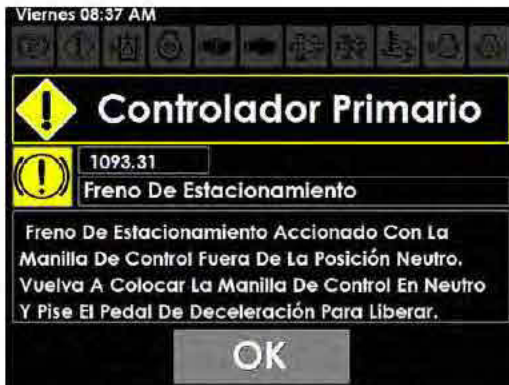 Viernes 08:37 AM
Controlador Primario
1093.31
Freno De Estacionamiento
Freno De Estacionamiento Accionado Con La
Manilla De Control Fuera De La Posición Neutro.
Vuelva A Colocar La Manilla De Control En Neutro
Y Pise El Pedal De Deceleración Para Liberar.
OK